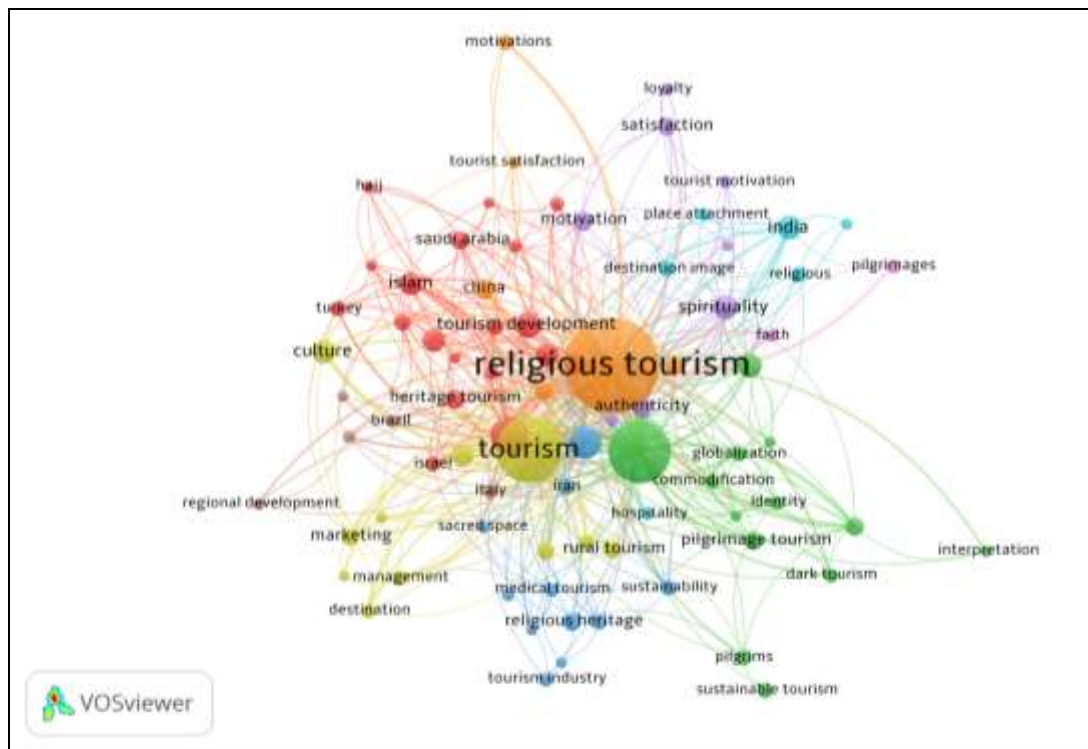 motivations
loyalty
satisfaction
tourist satisfaction
tourist motivation
hajj
motivation
place attachment
india
saudi arabia
destination image
religious
pilgrimages
islam
china
spirituality
turkey
tourism development
faith
culture
religious tourism
heritage tourism
authenticity
brazil
tourism
globalization
israel
commodification
italy
iran
identity
regional development
hospitality
sacred space
marketing
rural tourism
pilgrimage tourism
interpretation
management
medical tourism
sustainability
dark tourism
destination
religious heritage
pilgrims
tourism industry
sustainable tourism
VOSviewer